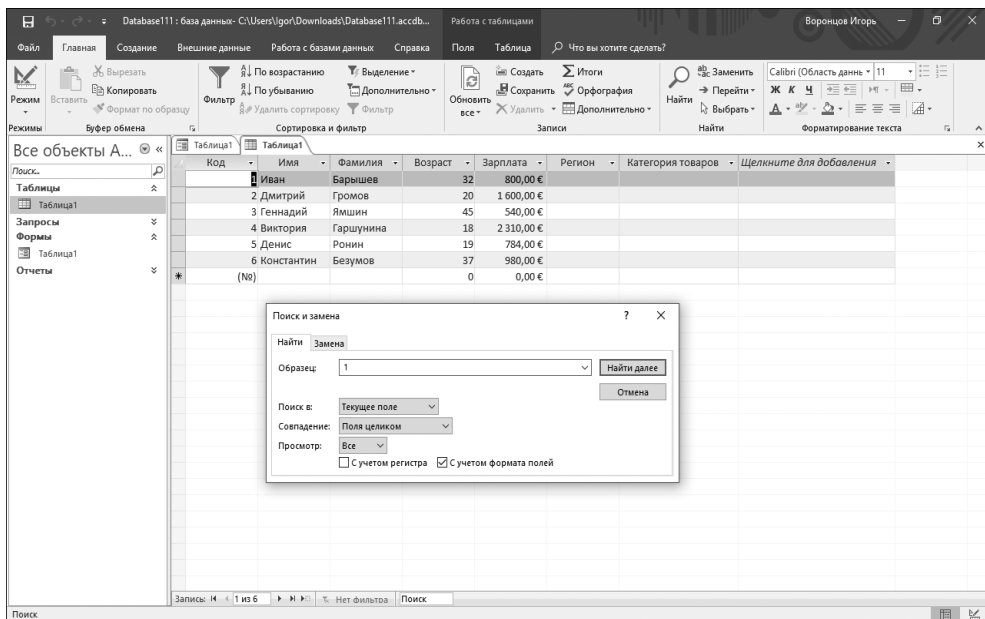 Database111 : база данных- C:\Users\Igor\Downloads\Database111.accdb... Работа с таблицами Воронцов Игорь
Файл Главная Создание Внешние данные Работа с базами данных Справка Поля Таблица Что вы хотите сделать?
Режим
Режимы
Вставить
Вырезать
Копировать
Формат по образцу
Буфер обмена
Фильтр
По возрастанию
По убыванию
Удалить сортировку
Выделение
Дополнительно
Фильтр
Сортировка и фильтр
Обновить все
Создать
Сохранить
Удалить
Итоги
Орфография
Дополнительно
Записи
Найти
Заменить
Перейти
Выбрать
Найти
Calibri (Область даннь 11
Ж К Ч
Форматирование текста
Все объекты A...
Поиск...
Таблицы
Таблица1
Запросы
Формы
Таблица1
Отчеты
Таблица1 Таблица1
Код Имя Фамилия Возраст Зарплата Регион Категория товаров Щелкните для добавления
1 Иван Барышев 32 800,00 €
2 Дмитрий Громов 20 1 600,00 €
3 Геннадий Ямшин 45 540,00 €
4 Виктория Гаршунина 18 2 310,00 €
5 Денис Ронин 19 784,00 €
6 Константин Безумов 37 980,00 €
(№) 0 0,00 €
Поиск и замена ?
Найти Замена
Образец: 1 Найти далее
Отмена
Поиск в: Текущее поле
Совпадение: Поля целиком
Просмотр: Все
С учетом регистра С учетом формата полей
Запись: 1 из 6 Нет фильтра Поиск
Поиск